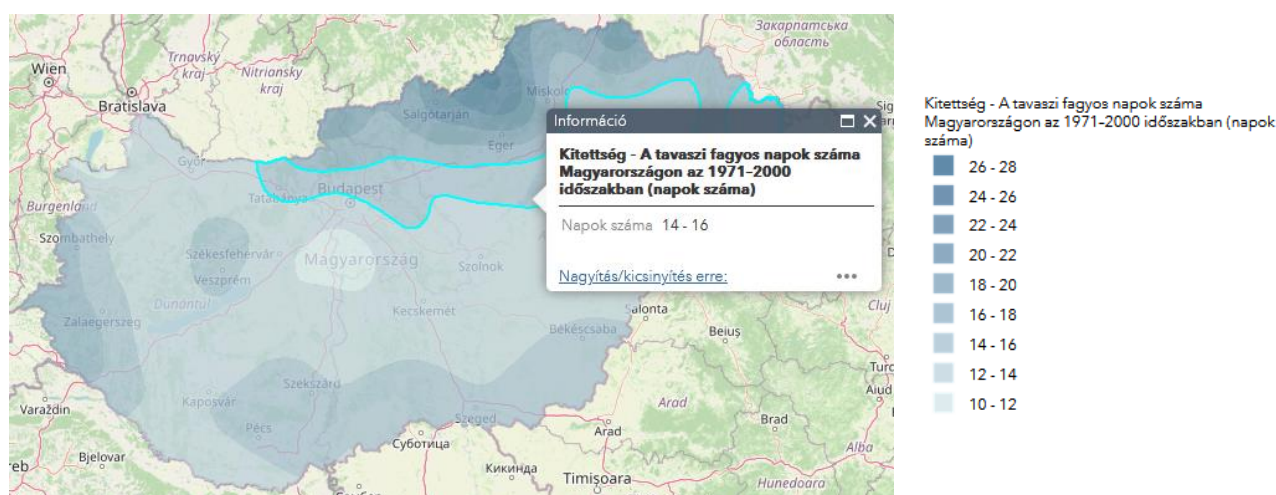 Закарпатська
область
Trnavský
kraj
Nitriansky
kraj
Wien
Bratislava
Miskolc
Salgótarján
Eger
Győr
Budapest
Tatabánya
Burgenland
Szombathely
Székesfehérvár
Magyarország
Szolnok
Veszprém
Dunántúl
Kecskemét
Zalaegerszeg
Békéscsaba
Salonta
Beiuș
Cluj
Szekszárd
Kaposvár
Pécs
Szeged
Varaždin
Суботица
Arad
Arad
Brad
Aiud
Alba
Bjelovar
Кикинда
Timișoara
Hunedoara
Információ
Kitettség - A tavaszi fagyos napok száma
Magyarországon az 1971-2000
időszakban (napok száma)
Napok száma 14 - 16
Nagyítás/kicsinyítés erre:
Kitettség - A tavaszi fagyos napok száma
Magyarországon az 1971-2000 időszakban (napok
száma)
26 - 28
24 - 26
22 - 24
20 - 22
18 - 20
16 - 18
14 - 16
12 - 14
10 - 12